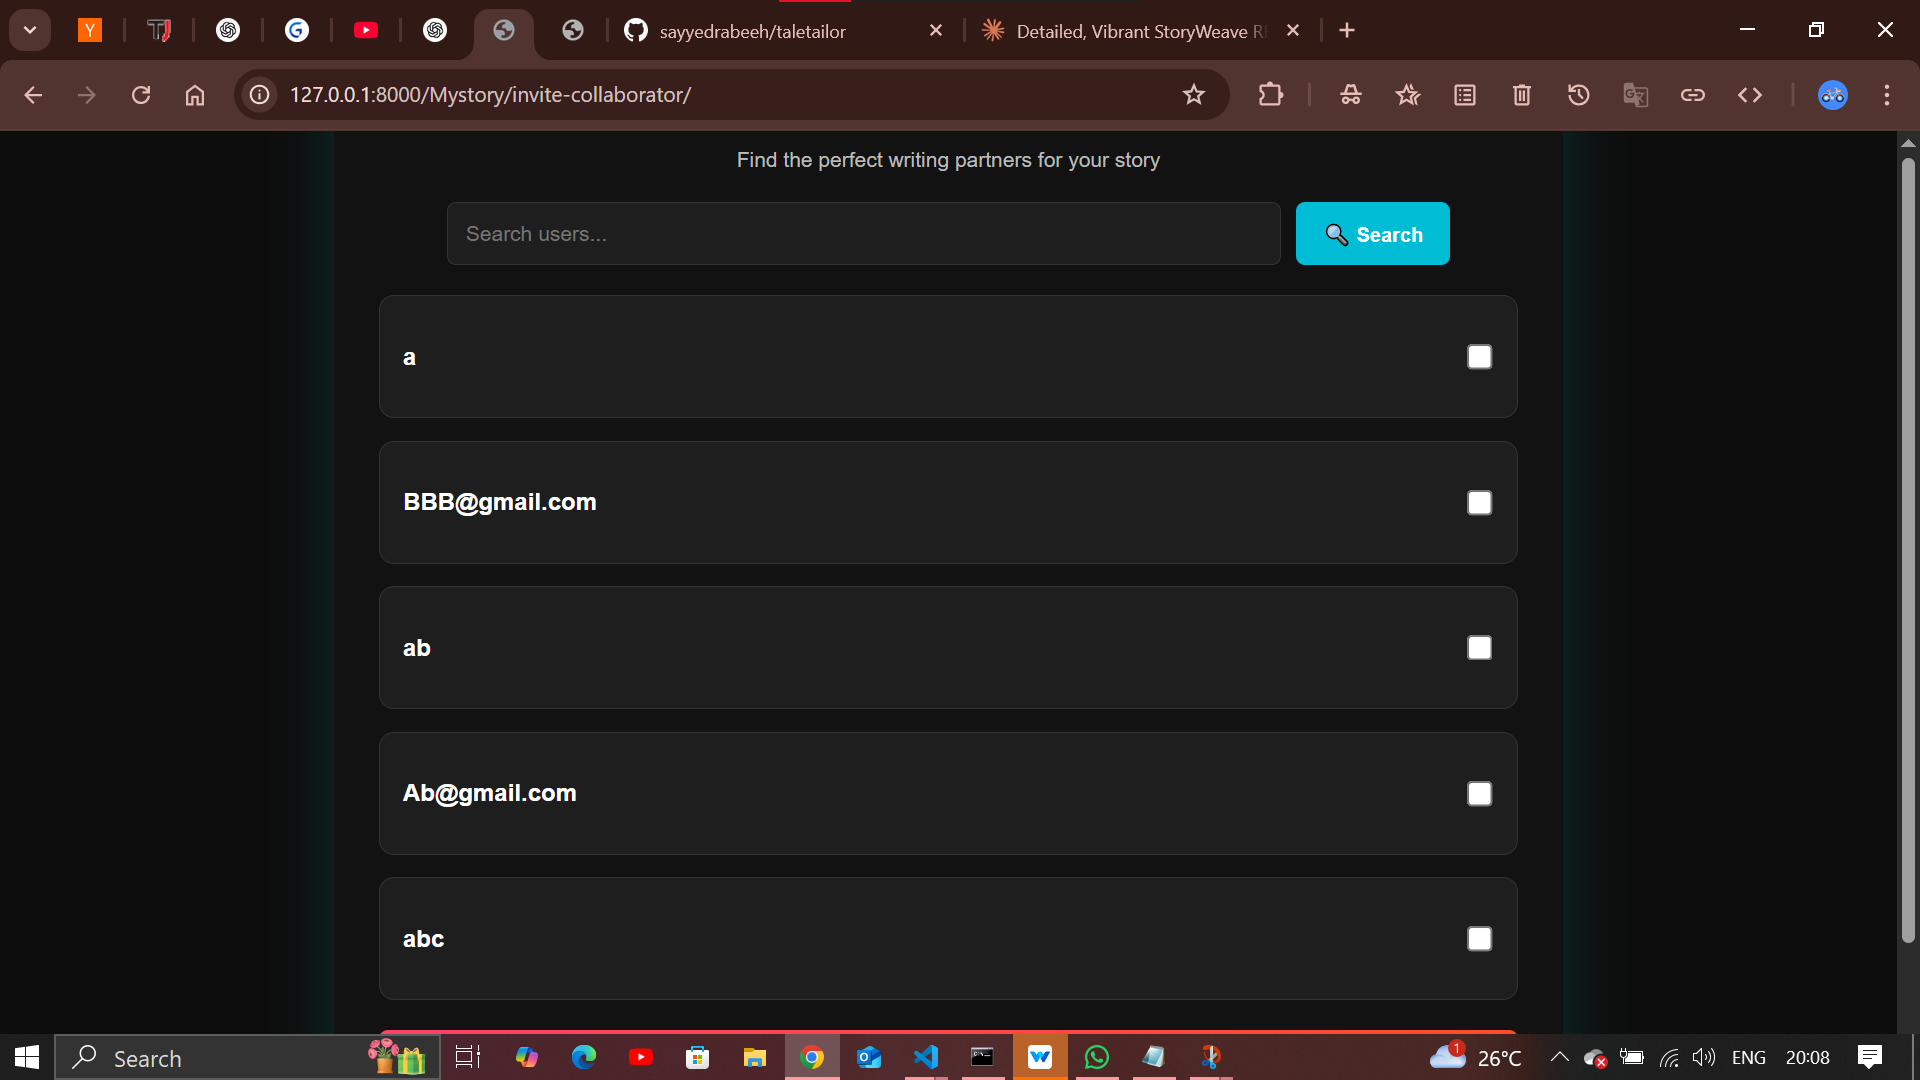 Y
sayyedrabeeh/taletailor
Detailed, Vibrant StoryWeave R
127.0.0.1:8000/Mystory/invite-collaborator/
Find the perfect writing partners for your story
Search users...
Search
a
BBB@gmail.com
ab
Ab@gmail.com
abc
Search
1
26°C
ENG
20:08